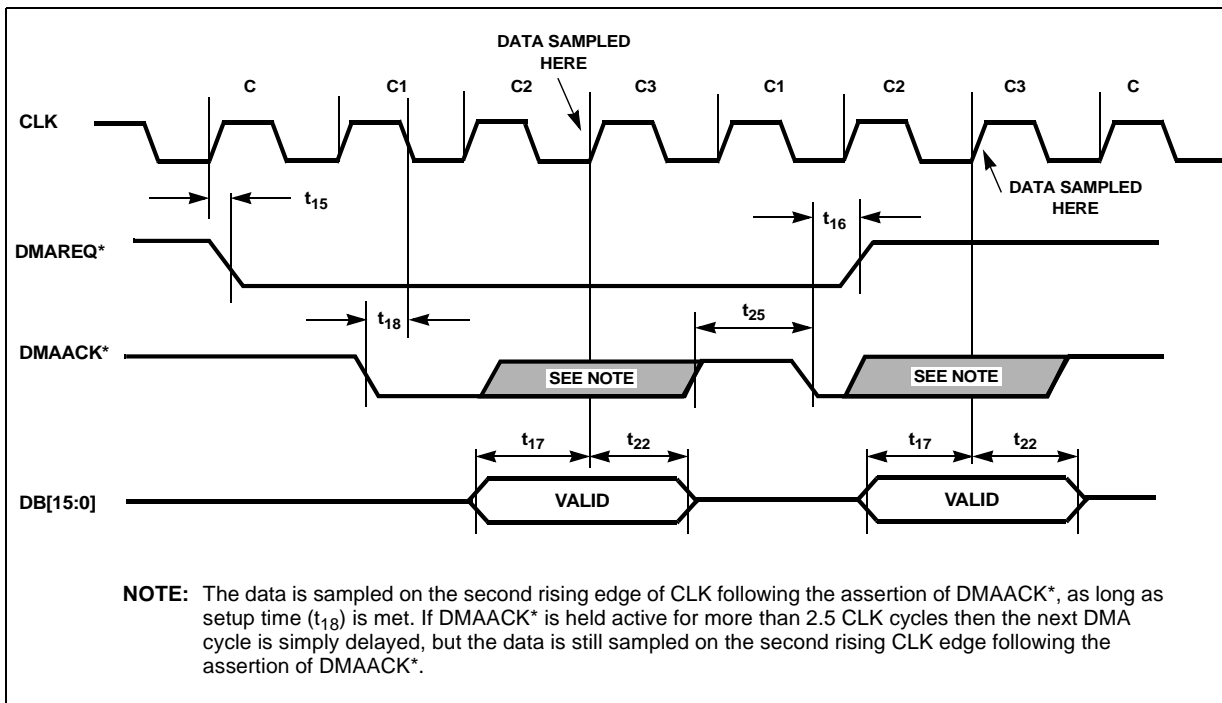 DATA SAMPLED
HERE
C C1 C2 C3 C1 C2 C3 C
CLK
DATA SAMPLED
HERE
t15
t16
DMAREQ*
t18
t25
DMAACK*
SEE NOTE
SEE NOTE
t17 t22 t17 t22
DB[15:0]
VALID
VALID
NOTE: The data is sampled on the second rising edge of CLK following the assertion of DMAACK*, as long as
setup time (t18) is met. If DMAACK* is held active for more than 2.5 CLK cycles then the next DMA
cycle is simply delayed, but the data is still sampled on the second rising CLK edge following the
assertion of DMAACK*.